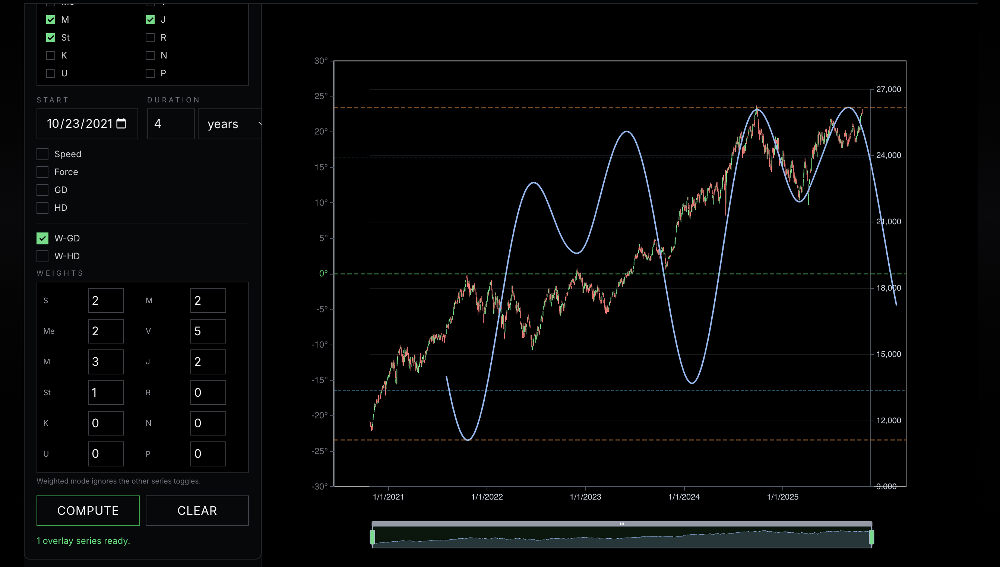 M J
St R
K N
U P
START DURATION
10/23/2021 4 years
Speed
Force
GD
HD
W-GD
W-HD
WEIGHTS
S 2 M 2
Me 2 V 5
M 3 J 2
St 1 R 0
K 0 N 0
U 0 P 0
Weighted mode ignores the other series toggles.
COMPUTE CLEAR
1 overlay series ready.
30°
25°
20°
15°
10°
5°
0°
-5°
-10°
-15°
-20°
-25°
-30°
27,000
24,000
21,000
18,000
15,000
12,000
9,000
1/1/2021 1/1/2022 1/1/2023 1/1/2024 1/1/2025